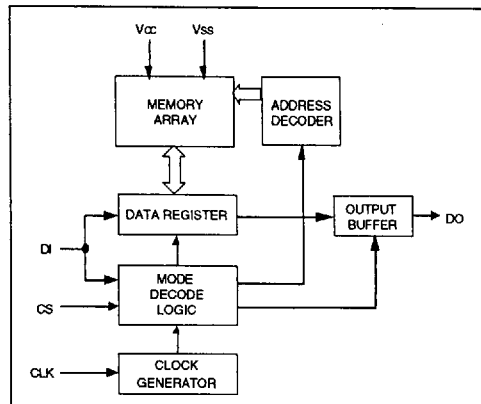 Vcc Vss
MEMORY
ARRAY
ADDRESS
DECODER
DATA REGISTER
OUTPUT
BUFFER
DO
DI
MODE
DECODE
LOGIC
CS
CLK
CLOCK
GENERATOR